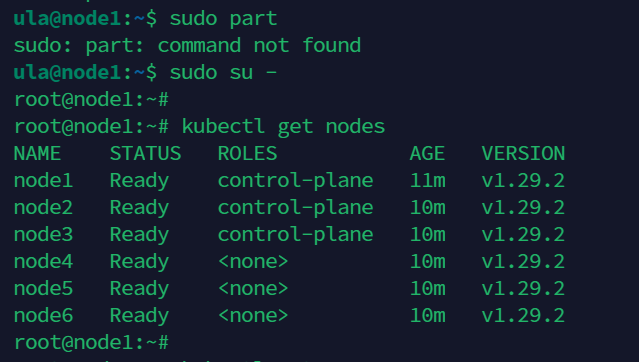 ula@node1:~$ sudo part
sudo: part: command not found
ula@node1:~$ sudo su -
root@node1:~#
root@node1:~# kubectl get nodes
NAME STATUS ROLES AGE VERSION
node1 Ready control-plane 11m v1.29.2
node2 Ready control-plane 10m v1.29.2
node3 Ready control-plane 10m v1.29.2
node4 Ready <none> 10m v1.29.2
node5 Ready <none> 10m v1.29.2
node6 Ready <none> 10m v1.29.2
root@node1:~#